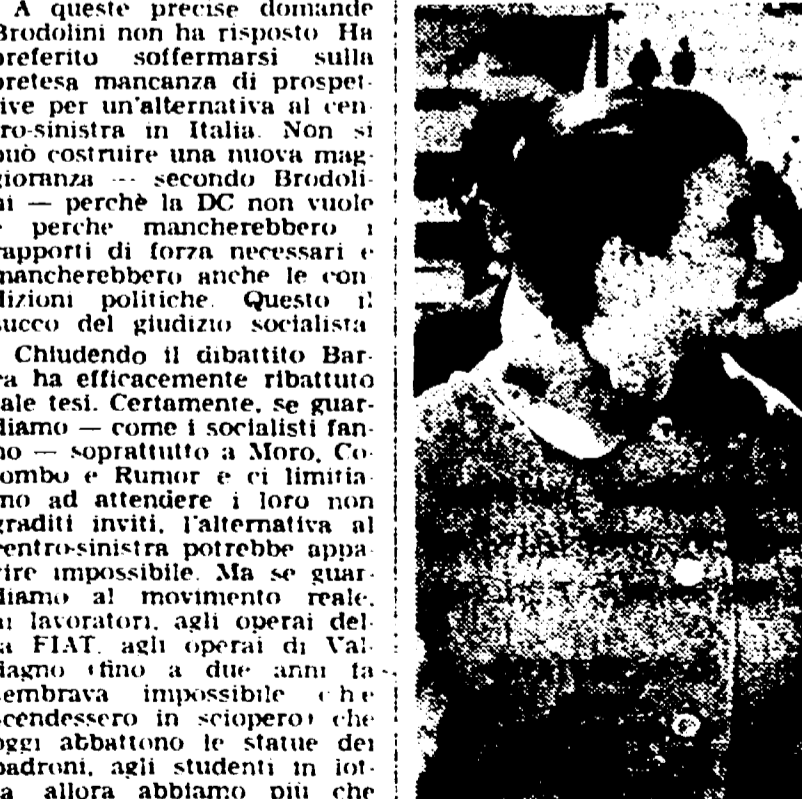 A queste precise domande
Brodolini non ha risposto Ha
preferito soffermarsi sulla
pretesa mancanza di prospet-
tive per un'alternativa al cen-
tro-sinistra in Italia. Non si
può costruire una nuova mag-
gioranza -- secondo Brodoli-
ni — perchè la DC non vuole
e perche mancherebbero i
rapporti di forza necessari e
mancherebbero anche le con
dizioni politiche. Questo il
succo del giudizio socialista
Chiudendo il dibattito Bar-
ra ha efficacemente ribattuto
tale tesi. Certamente, se guar-
diamo — come i socialisti fan-
no — soprattutto a Moro, Co-
lombo e Rumor e ci limitia-
mo ad attendere i loro non
graditi inviti, l'alternativa al
centro-sinistra potrebbe appa-
rire impossibile. Ma se guar-
diamo al movimento reale,
ai lavoratori, agli operai del-
la FIAT, agli operai di Val-
dagno (fino a due anni fa
sembrava impossibile che
scendessero in sciopero) che
oggi abbattono le statue dei
padroni, agli studenti in lot-
ta allora abbiamo più che